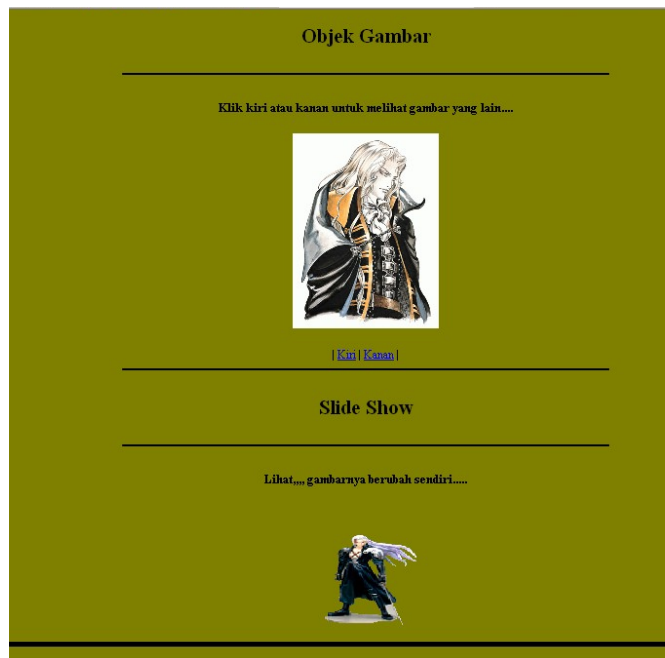 Objek Gambar
Klik kiri atau kanan untuk melihat gambar yang lain....
| Kiri | Kanan |
Slide Show
Lihat,,,, gambarnya berubah sendiri.....